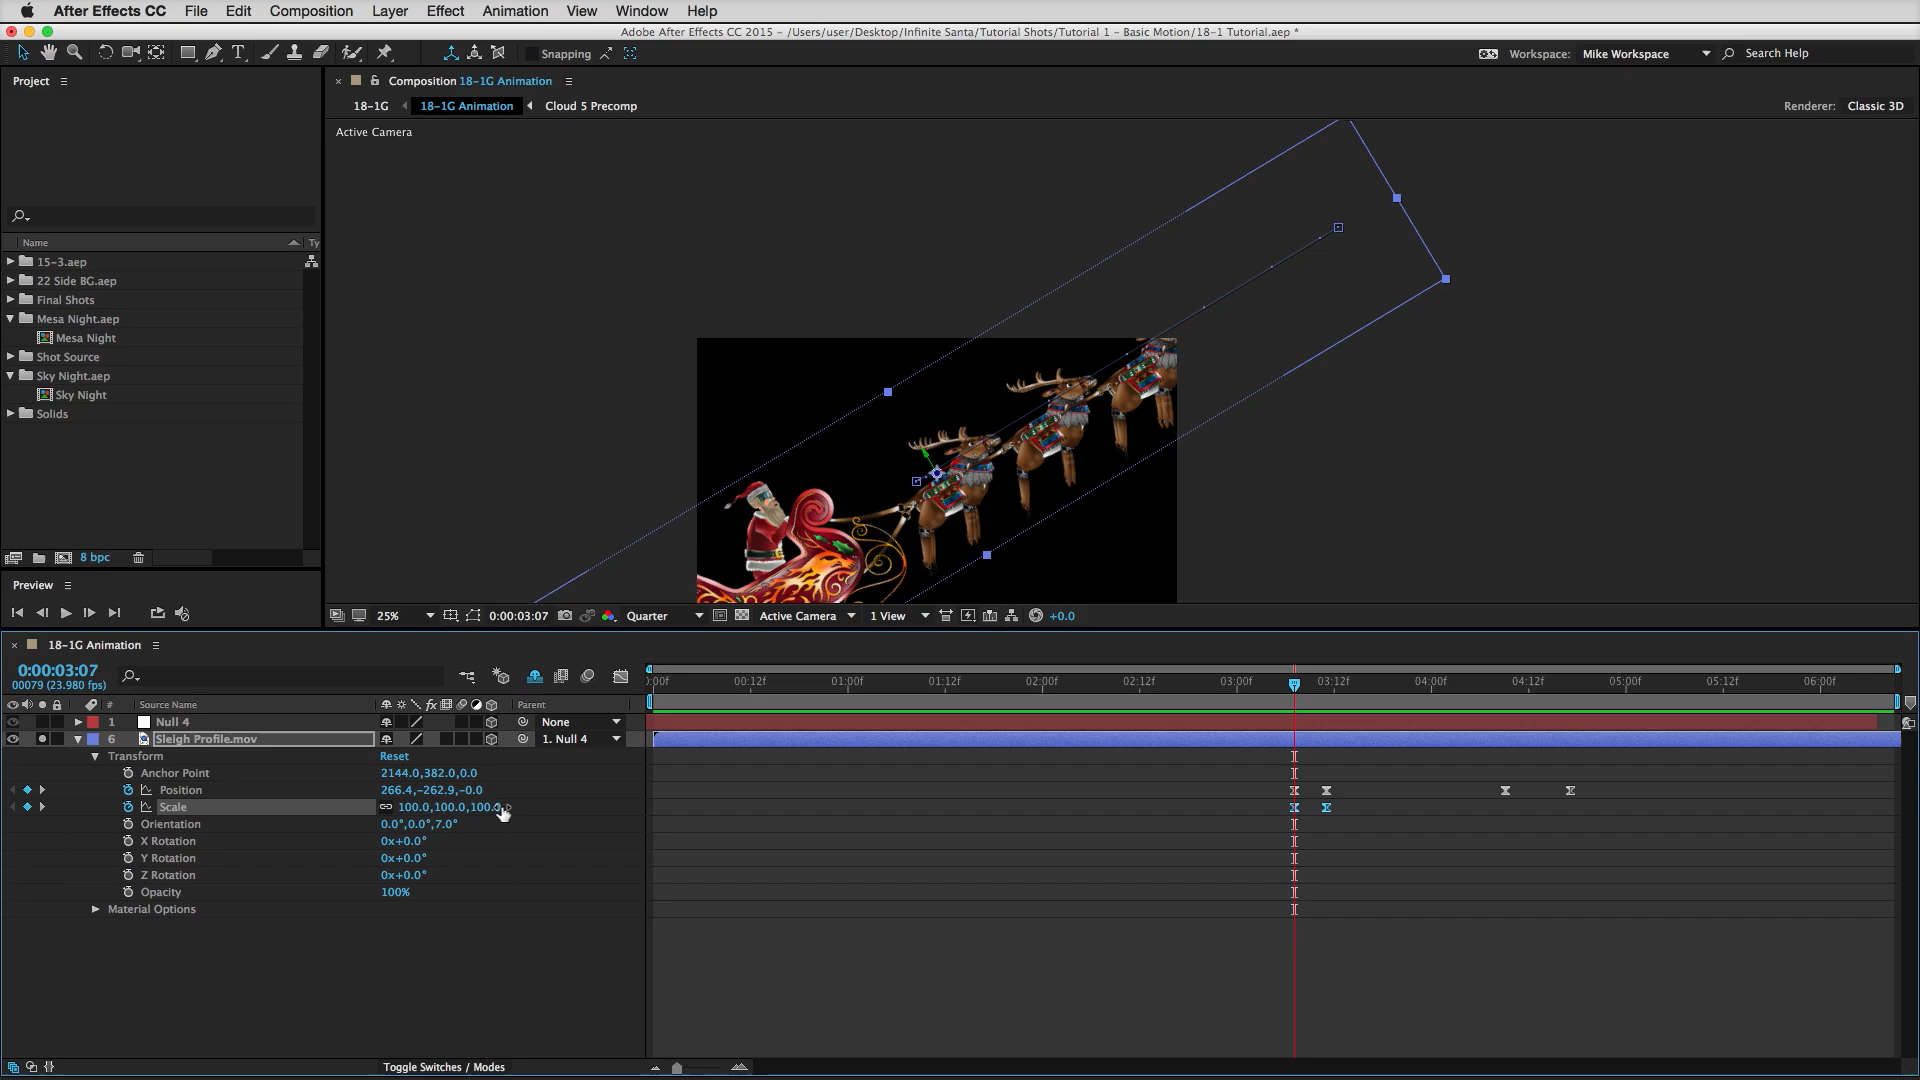 After Effects CC File Edit Composition Layer Effect Animation View Window Help
Adobe After Effects CC 2015 - /Users/user/Desktop/Infinite Santa/Tutorial Shots/Tutorial 1 - Basic Motion/18-1 Tutorial.aep *
Snapping Workspace: Mike Workspace Search Help
Project Composition 18-1G Animation
18-1G 18-1G Animation Cloud 5 Precomp Renderer: Classic 3D
Active Camera
Name Ty
15-3.aep
22 Side BG.aep
Final Shots
Mesa Night.aep
Mesa Night
Shot Source
Sky Night.aep
Sky Night
Solids
8 bpc
Preview
25% 0:00:03:07 Quarter Active Camera 1 View +0.0
18-1G Animation
0:00:03:07
00079 (23.980 fps)
:00f 00:12f 01:00f 01:12f 02:00f 02:12f 03:00f 03:12f 04:00f 04:12f 05:00f 05:12f 06:00f
# Source Name fx Parent
1 Null 4 None
6 Sleigh Profile.mov 1. Null 4
Transform Reset
Anchor Point 2144.0,382.0,0.0
Position 266.4,-262.9,-0.0
Scale 100.0,100.0,100.0
Orientation 0.0°,0.0°,7.0°
X Rotation 0x+0.0°
Y Rotation 0x+0.0°
Z Rotation 0x+0.0°
Opacity 100%
Material Options
Toggle Switches / Modes